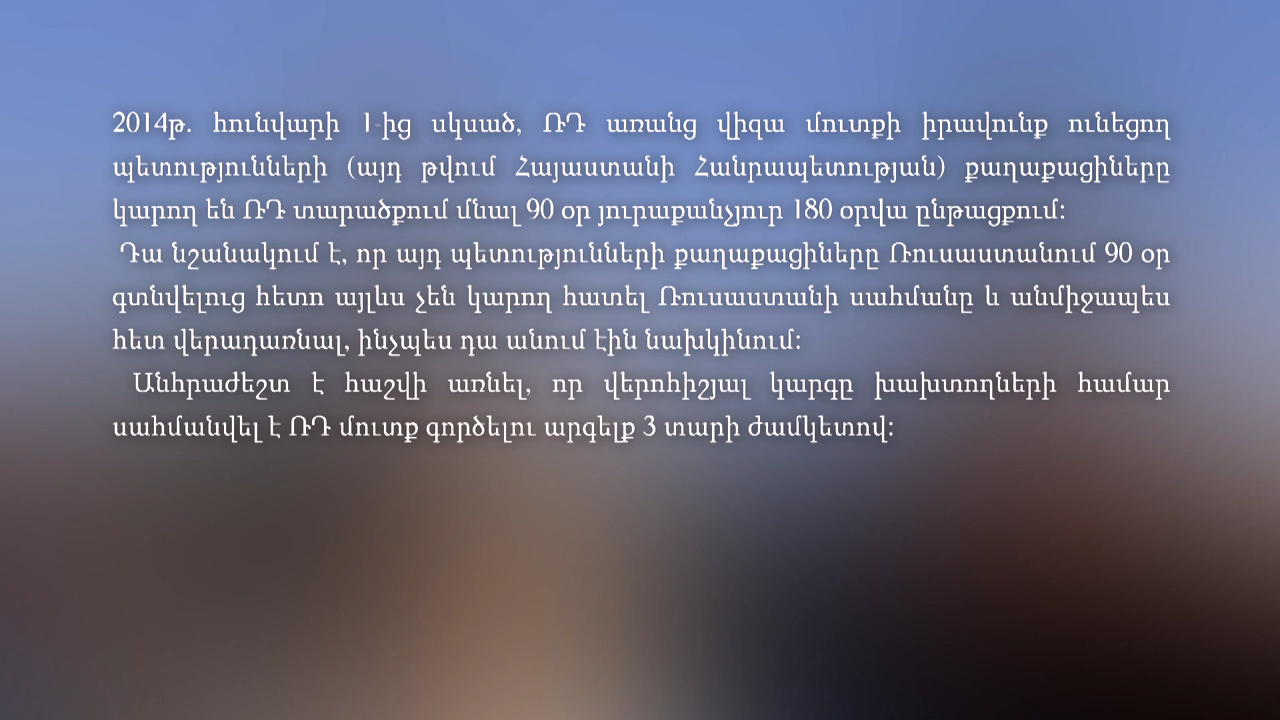 2014թ. հունվարի 1-ից սկսած, ՌԴ առանց վիզա մուտքի իրավունք ունեցող
պետությունների (այդ թվում Հայաստանի Հանրապետության) քաղաքացիները
կարող են ՌԴ տարածքում մնալ 90 օր յուրաքանչյուր 180 օրվա ընթացքում:
Դա նշանակում է, որ այդ պետությունների քաղաքացիները Ռուսաստանում 90 օր
գտնվելուց հետո այլևս չեն կարող հատել Ռուսաստանի սահմանը և անմիջապես
հետ վերադառնալ, ինչպես դա անում էին նախկինում:
Անհրաժեշտ է հաշվի առնել, որ վերոհիշյալ կարգը խախտողների համար
սահմանվել է ՌԴ մուտք գործելու արգելք 3 տարի ժամկետով: